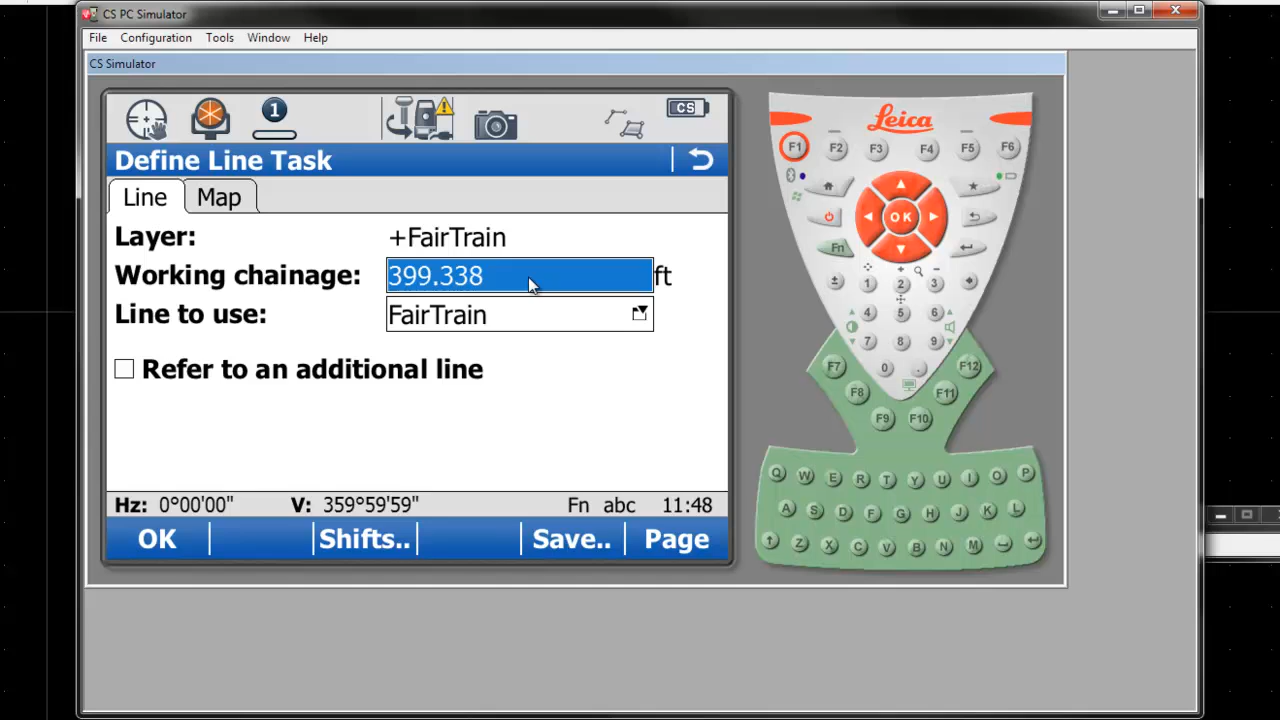 CS PC Simulator
File Configuration Tools Window Help
CS Simulator
1 CS
Define Line Task
Line Map
Layer: +FairTrain
Working chainage: 399.338 ft
Line to use: FairTrain
Refer to an additional line
Hz: 0°00'00" V: 359°59'59" Fn abc 11:48
OK Shifts.. Save.. Page
Leica
F1 F2 F3 F4 F5 F6
OK
Fn
1 2 3
4 5 6
7 8 9
0 .
F7 F12
F8 F11
F9 F10
Q W E R T Y U I O P
A S D F G H J K L
Z X C V B N M